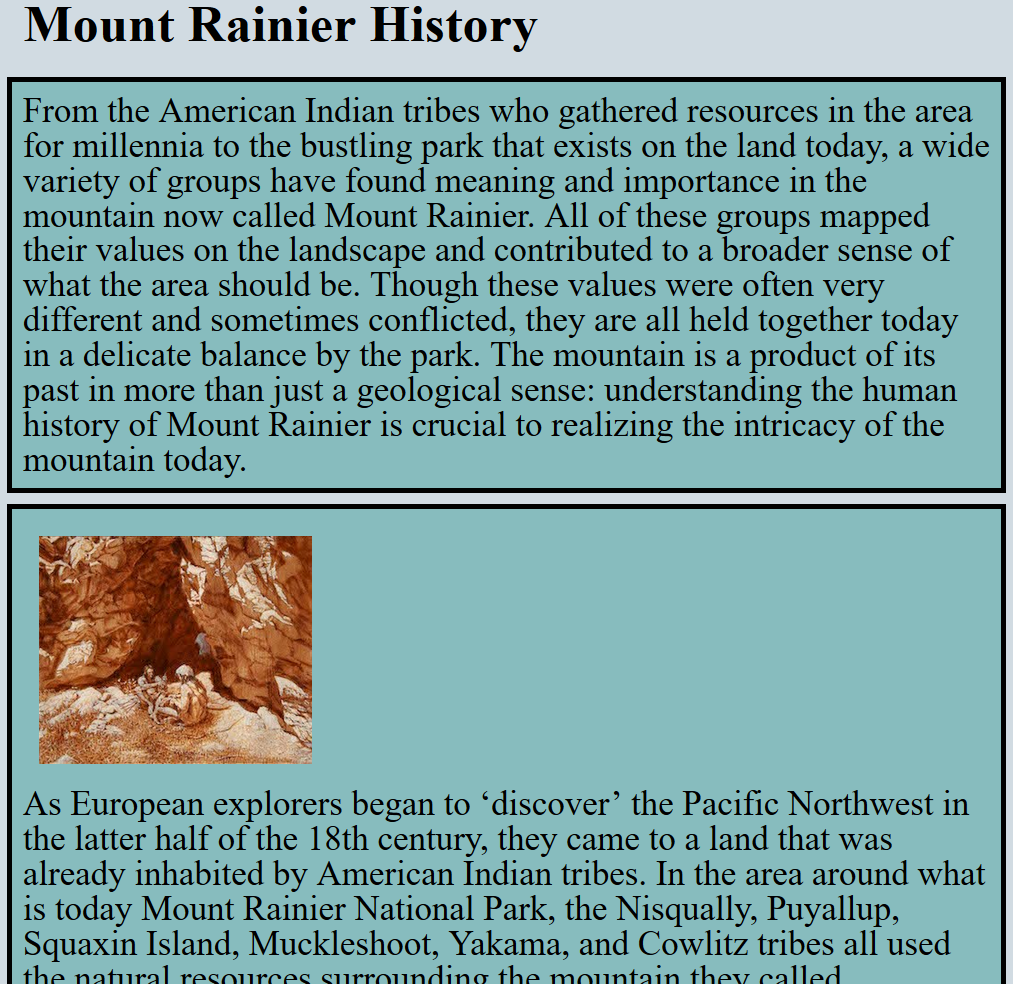 Mount Rainier History
From the American Indian tribes who gathered resources in the area
for millennia to the bustling park that exists on the land today, a wide
variety of groups have found meaning and importance in the
mountain now called Mount Rainier. All of these groups mapped
their values on the landscape and contributed to a broader sense of
what the area should be. Though these values were often very
different and sometimes conflicted, they are all held together today
in a delicate balance by the park. The mountain is a product of its
past in more than just a geological sense: understanding the human
history of Mount Rainier is crucial to realizing the intricacy of the
mountain today.
As European explorers began to ‘discover’ the Pacific Northwest in
the latter half of the 18th century, they came to a land that was
already inhabited by American Indian tribes. In the area around what
is today Mount Rainier National Park, the Nisqually, Puyallup,
Squaxin Island, Muckleshoot, Yakama, and Cowlitz tribes all used
the natural resources surrounding the mountain they called